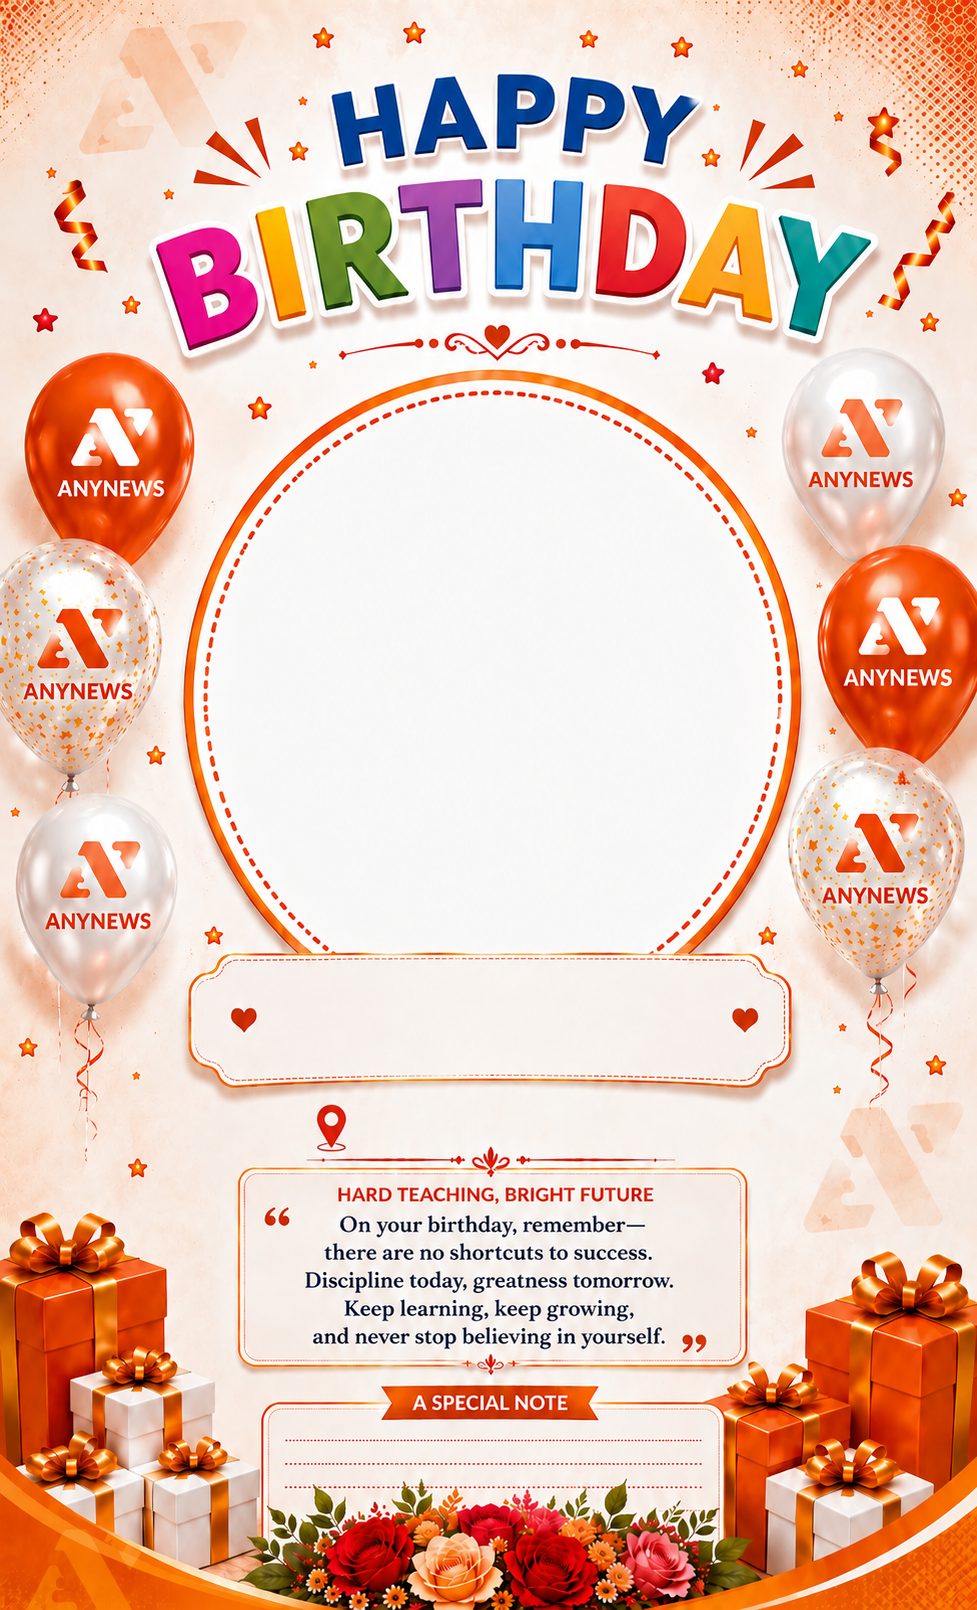 HAPPY
BIRTHDAY
ANYNEWS
ANYNEWS
ANYNEWS
ANYNEWS
ANYNEWS
ANYNEWS
HARD TEACHING, BRIGHT FUTURE
“ On your birthday, remember—
there are no shortcuts to success.
Discipline today, greatness tomorrow.
Keep learning, keep growing,
and never stop believing in yourself. ”
A SPECIAL NOTE